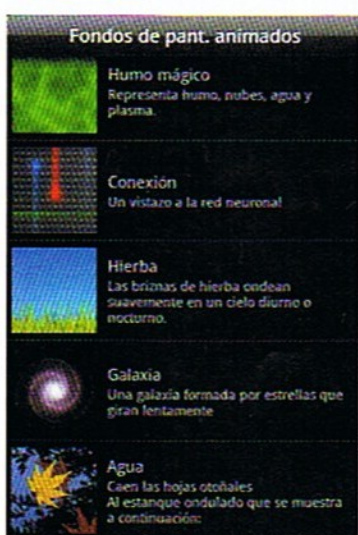 Fondos de pant. animados
Humo mágico
Representa humo, nubes, agua y
plasma.
Conexión
Un vistazo a la red neuronal
Hierba
Las briznas de hierba ondean
suavemente en un cielo diurno o
nocturno.
Galaxia
Una galaxia formada por estrellas que
giran lentamente
Agua
Caen las hojas otoñales
Al estanque ondulado que se muestra
a continuación: